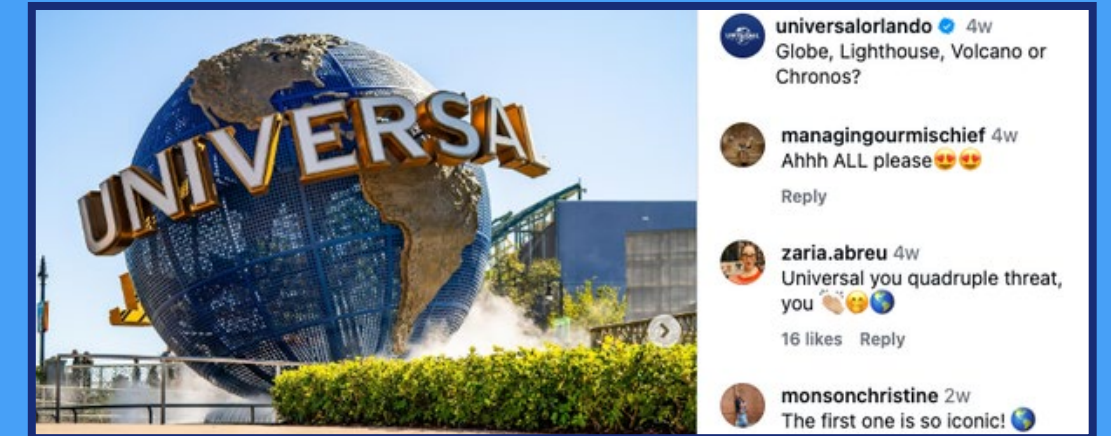 UNIVERSAL
universalorlando 4w
Globe, Lighthouse, Volcano or
Chronos?
managingourmischief 4w
Ahhh ALL please😍😍
Reply
zaria.abreu 4w
Universal you quadruple threat,
you 👏🏼🤭🌎
16 likes Reply
monsonchristine 2w
The first one is so iconic! 🌎